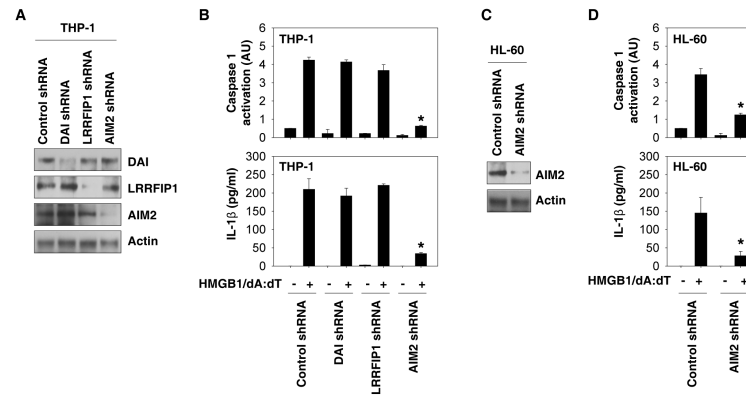 A
THP-1
Control shRNA
DAI shRNA
LRRFIP1 shRNA
AIM2 shRNA
DAI
LRRFIP1
AIM2
Actin
B
Caspase 1
activation (AU)
6
5
4
3
2
1
0
THP-1
*
IL-1β (pg/ml)
300
250
200
150
100
50
0
THP-1
*
HMGB1/dA:dT
- + - + - + - +
Control shRNA
DAI shRNA
LRRFIP1 shRNA
AIM2 shRNA
C
HL-60
Control shRNA
AIM2 shRNA
AIM2
Actin
D
Caspase 1
activation (AU)
6
5
4
3
2
1
0
HL-60
*
IL-1β (pg/ml)
300
250
200
150
100
50
0
HL-60
*
HMGB1/dA:dT
- + - +
Control shRNA
AIM2 shRNA